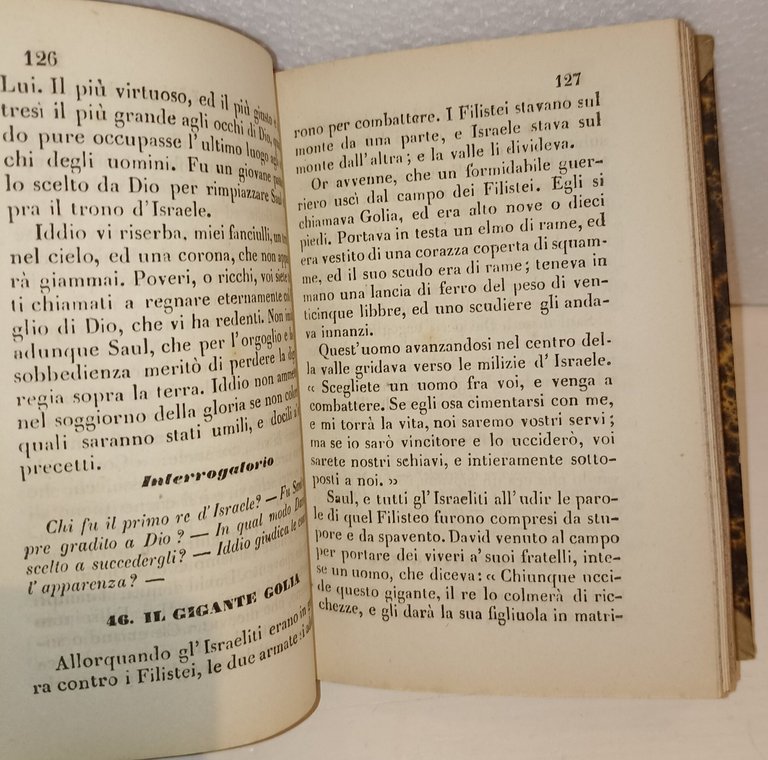 126
Lui. Il più virtuoso, ed il più giusto
tresì il più grande agli occhi di Dio,
do pure occupasse l'ultimo luogo
chi degli uomini. Fu un giovane
lo scelto da Dio per rimpiazzare Saul
pra il trono d'Israele.
Iddio vi riserba, miei fanciulli, un
nel cielo, ed una corona, che non
rà giammai. Poveri, o ricchi, voi siete
ti chiamati a regnare eternamente
glio di Dio, che vi ha redenti. Non
adunque Saul, che per l'orgoglio e
sobbedienza meritò di perdere la
regia sopra la terra. Iddio non
nel soggiorno della gloria se non
quali saranno stati umili, e docili
precetti.
Interrogatorio
Chi fu il primo re d'Israele? — Fu
pre gradito a Dio? — In qual modo
scelto a succedergli? — Iddio giudica le
l'apparenza? —
46. IL GIGANTE GOLIA
Allorquando gl'Israeliti erano in
ra contro i Filistei, le due armate si
127
rono per combattere. I Filistei stavano sul
monte da una parte, e Israele stava sul
monte dall'altra; e la valle li divideva.
Or avvenne, che un formidabile guer-
riero uscì dal campo dei Filistei. Egli si
chiamava Golia, ed era alto nove o dieci
piedi. Portava in testa un elmo di rame, ed
era vestito di una corazza coperta di squam-
me, ed il suo scudo era di rame; teneva in
mano una lancia di ferro del peso di ven-
ticinque libbre, ed uno scudiere gli anda-
va innanzi.
Quest'uomo avanzandosi nel centro del-
la valle gridava verso le milizie d'Israele.
« Scegliete un uomo fra voi, e venga a
combattere. Se egli osa cimentarsi con me,
e mi torrà la vita, noi saremo vostri servi;
ma se io sarò vincitore e lo ucciderò, voi
sarete nostri schiavi, e intieramente sotto-
posti a noi. »
Saul, e tutti gl'Israeliti all'udir le paro-
le di quel Filisteo furono compresi da stu-
pore e da spavento. David venuto al campo
per portare dei viveri a' suoi fratelli, inte-
se un uomo, che diceva: « Chiunque ucci-
de questo gigante, il re lo colmerà di ric-
chezze, e gli darà la sua figliuola in matri-